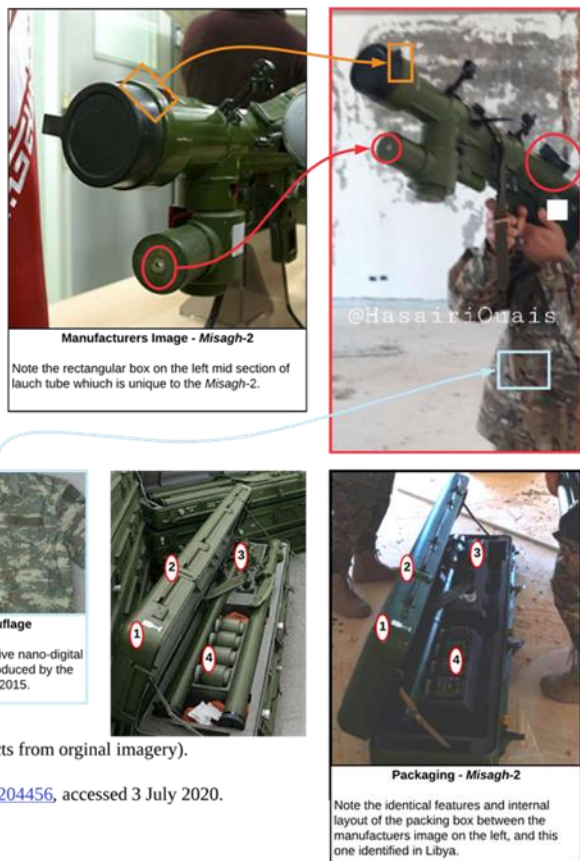 Manufacturers Image - Misagh-2
Note the rectangular box on the left mid section of
lauch tube whiuch is unique to the Misagh-2.
@HasairiOuais
uflage
ive nano-digital
oduced by the
2015.
1
2
3
4
1
2
3
4
cts from orginal imagery).
204456, accessed 3 July 2020.
Packaging - Misagh-2
Note the identical features and internal
layout of the packing box between the
manufactuers image on the left, and this
one identified in Libya.